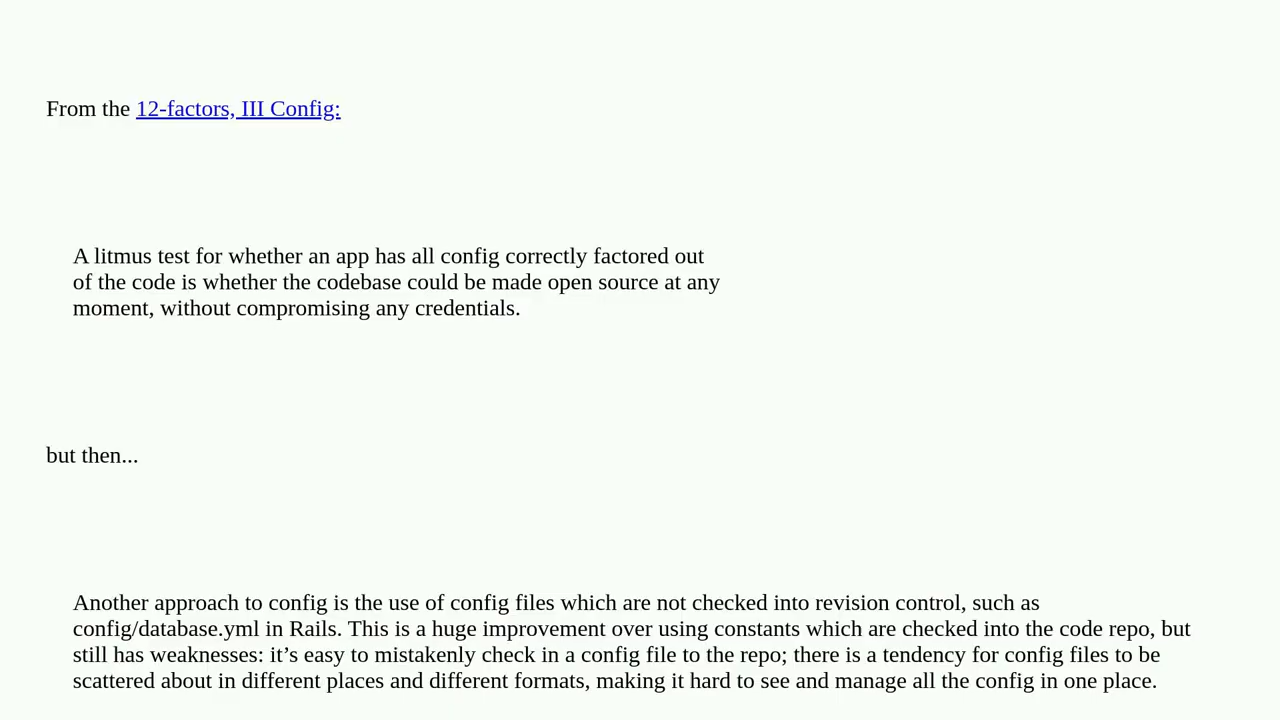 From the 12-factors, III Config:
A litmus test for whether an app has all config correctly factored out
of the code is whether the codebase could be made open source at any
moment, without compromising any credentials.
but then...
Another approach to config is the use of config files which are not checked into revision control, such as
config/database.yml in Rails. This is a huge improvement over using constants which are checked into the code repo, but
still has weaknesses: it’s easy to mistakenly check in a config file to the repo; there is a tendency for config files to be
scattered about in different places and different formats, making it hard to see and manage all the config in one place.